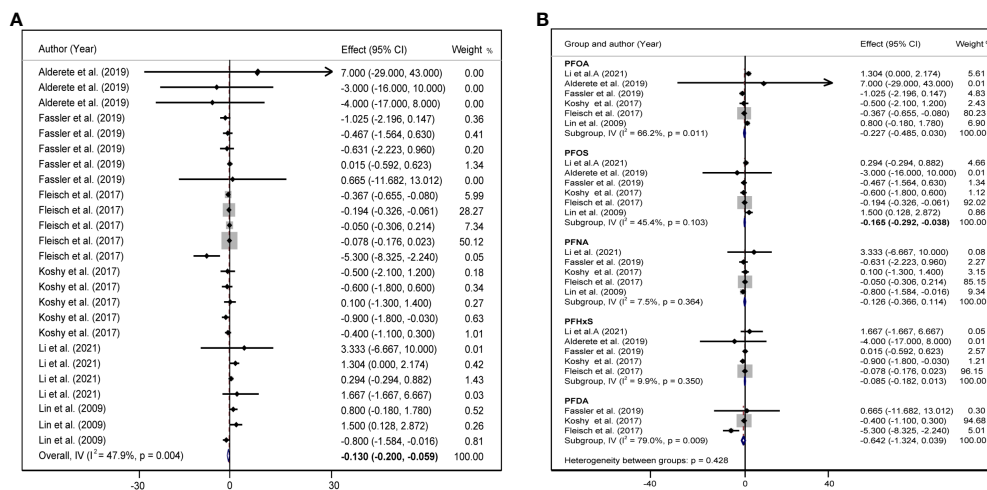 A
Author (Year) Effect (95% CI) Weight %
Alderete et al. (2019) 7.000 (-29.000, 43.000) 0.00
Alderete et al. (2019) -3.000 (-16.000, 10.000) 0.00
Alderete et al. (2019) -4.000 (-17.000, 8.000) 0.00
Fassler et al. (2019) -1.025 (-2.196, 0.147) 0.36
Fassler et al. (2019) -0.467 (-1.564, 0.630) 0.41
Fassler et al. (2019) -0.631 (-2.223, 0.960) 0.20
Fassler et al. (2019) 0.015 (-0.592, 0.623) 1.34
Fassler et al. (2019) 0.665 (-11.682, 13.012) 0.00
Fleisch et al. (2017) -0.367 (-0.655, -0.080) 5.99
Fleisch et al. (2017) -0.194 (-0.326, -0.061) 28.27
Fleisch et al. (2017) -0.050 (-0.306, 0.214) 7.34
Fleisch et al. (2017) -0.078 (-0.176, 0.023) 50.12
Fleisch et al. (2017) -5.300 (-8.325, -2.240) 0.05
Koshy et al. (2017) -0.500 (-2.100, 1.200) 0.18
Koshy et al. (2017) -0.600 (-1.800, 0.600) 0.34
Koshy et al. (2017) 0.100 (-1.300, 1.400) 0.27
Koshy et al. (2017) -0.900 (-1.800, -0.030) 0.63
Koshy et al. (2017) -0.400 (-1.100, 0.300) 1.01
Li et al. (2021) 3.333 (-6.667, 10.000) 0.01
Li et al. (2021) 1.304 (0.000, 2.174) 0.42
Li et al. (2021) 0.294 (-0.294, 0.882) 1.43
Li et al. (2021) 1.667 (-1.667, 6.667) 0.03
Lin et al. (2009) 0.800 (-0.180, 1.780) 0.52
Lin et al. (2009) 1.500 (0.128, 2.872) 0.26
Lin et al. (2009) -0.800 (-1.584, -0.016) 0.81
Overall, IV (I² = 47.9%, p = 0.004) -0.130 (-0.200, -0.059) 100.00
-30 0 30
B
Group and author (Year) Effect (95% CI) Weight %
PFOA
Li et al.A (2021) 1.304 (0.000, 2.174) 5.61
Alderete et al. (2019) 7.000 (-29.000, 43.000) 0.01
Fassler et al. (2019) -1.025 (-2.196, 0.147) 4.83
Koshy et al. (2017) -0.500 (-2.100, 1.200) 2.43
Fleisch et al. (2017) -0.367 (-0.655, -0.080) 80.23
Lin et al. (2009) 0.800 (-0.180, 1.780) 6.90
Subgroup, IV (I² = 66.2%, p = 0.011) -0.227 (-0.485, 0.030) 100.00
PFOS
Li et al.A (2021) 0.294 (-0.294, 0.882) 4.66
Alderete et al. (2019) -3.000 (-16.000, 10.000) 0.01
Fassler et al. (2019) -0.467 (-1.564, 0.630) 1.34
Koshy et al. (2017) -0.600 (-1.800, 0.600) 1.12
Fleisch et al. (2017) -0.194 (-0.326, -0.061) 92.02
Lin et al. (2009) 1.500 (0.128, 2.872) 0.86
Subgroup, IV (I² = 45.4%, p = 0.103) -0.165 (-0.292, -0.038) 100.00
PFNA
Li et al. (2021) 3.333 (-6.667, 10.000) 0.08
Fassler et al. (2019) -0.631 (-2.223, 0.960) 2.27
Koshy et al. (2017) 0.100 (-1.300, 1.400) 3.15
Fleisch et al. (2017) -0.050 (-0.306, 0.214) 85.15
Lin et al. (2009) -0.800 (-1.584, -0.016) 9.34
Subgroup, IV (I² = 7.5%, p = 0.364) -0.126 (-0.366, 0.114) 100.00
PFHxS
Li et al.A (2021) 1.667 (-1.667, 6.667) 0.05
Alderete et al. (2019) -4.000 (-17.000, 8.000) 0.01
Fassler et al. (2019) 0.015 (-0.592, 0.623) 2.57
Koshy et al. (2017) -0.900 (-1.800, -0.030) 1.21
Fleisch et al. (2017) -0.078 (-0.176, 0.023) 96.15
Subgroup, IV (I² = 9.9%, p = 0.350) -0.085 (-0.182, 0.013) 100.00
PFDA
Fassler et al. (2019) 0.665 (-11.682, 13.012) 0.30
Koshy et al. (2017) -0.400 (-1.100, 0.300) 94.68
Fleisch et al. (2017) -5.300 (-8.325, -2.240) 5.01
Subgroup, IV (I² = 79.0%, p = 0.009) -0.642 (-1.324, 0.039) 100.00
Heterogeneity between groups: p = 0.428
-40 0 40